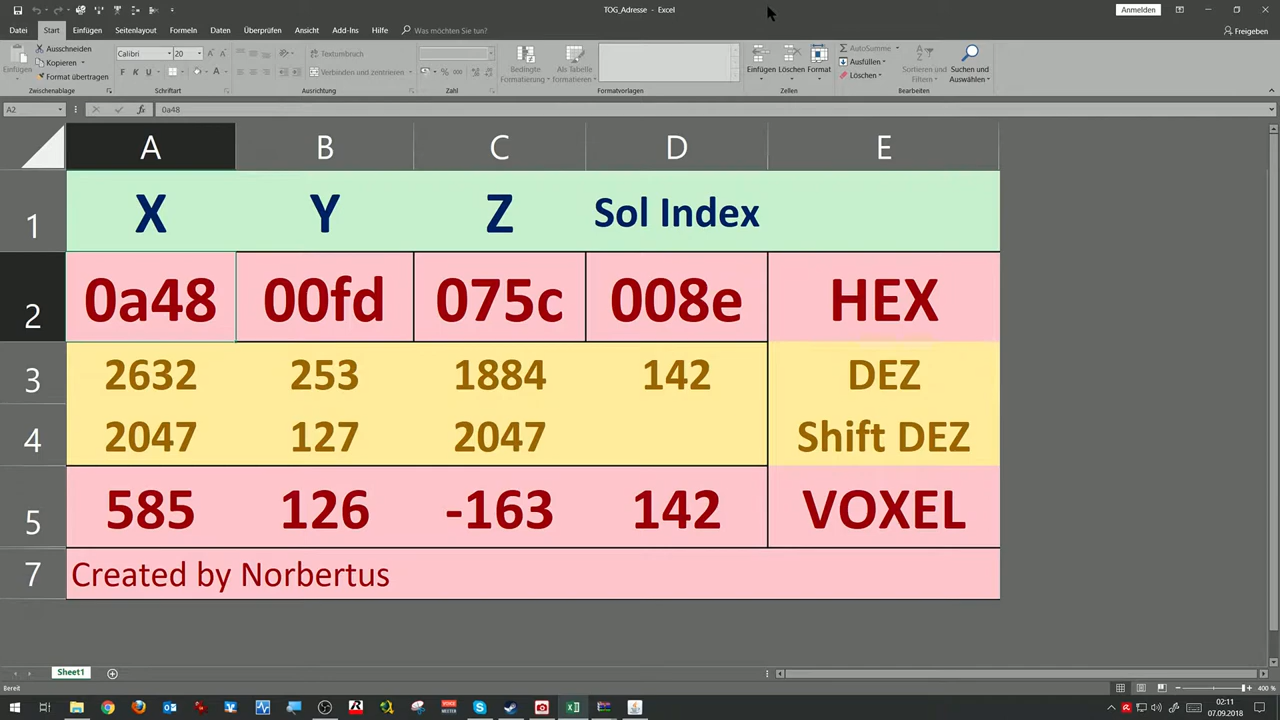 TOG_Adresse - Excel
Anmelden
Datei Start Einfügen Seitenlayout Formeln Daten Überprüfen Ansicht Add-Ins Hilfe Was möchten Sie tun?
Freigeben
Einfügen
Ausschneiden
Kopieren
Format übertragen
Zwischenablage
Calibri 20
F K U
Schriftart
Textumbruch
Verbinden und zentrieren
Ausrichtung
Zahl
Bedingte Formatierung
Als Tabelle formatieren
Formatvorlagen
Einfügen Löschen Format
Zellen
AutoSumme
Ausfüllen
Löschen
Sortieren und Filtern
Suchen und Auswählen
Bearbeiten
A2 fx 0a48
A B C D E
1 X Y Z Sol Index
2 0a48 00fd 075c 008e HEX
3 2632 253 1884 142 DEZ
4 2047 127 2047 Shift DEZ
5 585 126 -163 142 VOXEL
7 Created by Norbertus
Sheet1
Bereit
400 %
02:11
07.09.2018